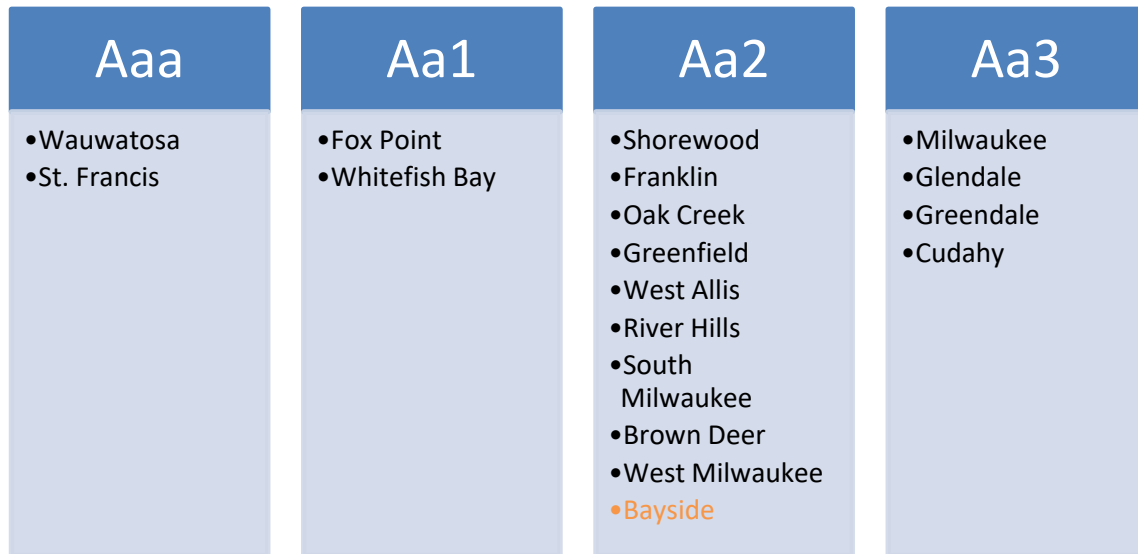 Aaa
•Wauwatosa
•St. Francis
Aa1
•Fox Point
•Whitefish Bay
Aa2
•Shorewood
•Franklin
•Oak Creek
•Greenfield
•West Allis
•River Hills
•South
Milwaukee
•Brown Deer
•West Milwaukee
•Bayside
Aa3
•Milwaukee
•Glendale
•Greendale
•Cudahy